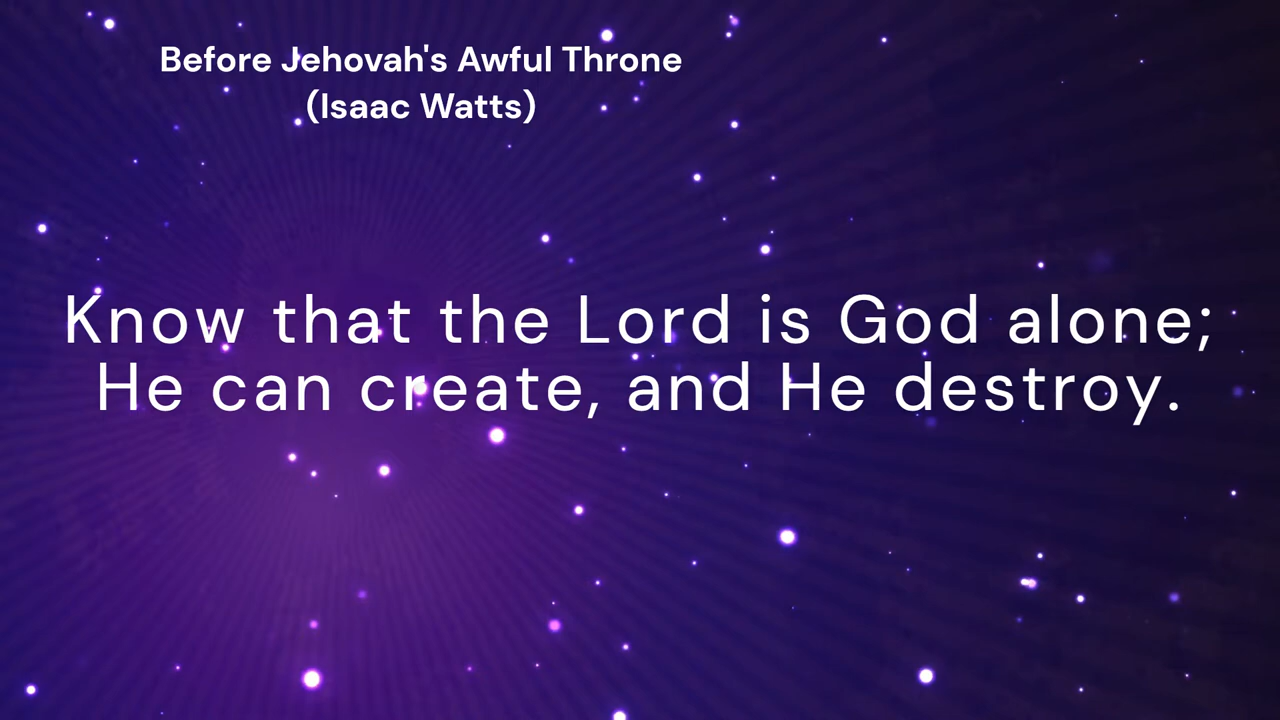 Before Jehovah's Awful Throne
(Isaac Watts)
Know that the Lord is God alone;
He can create, and He destroy.